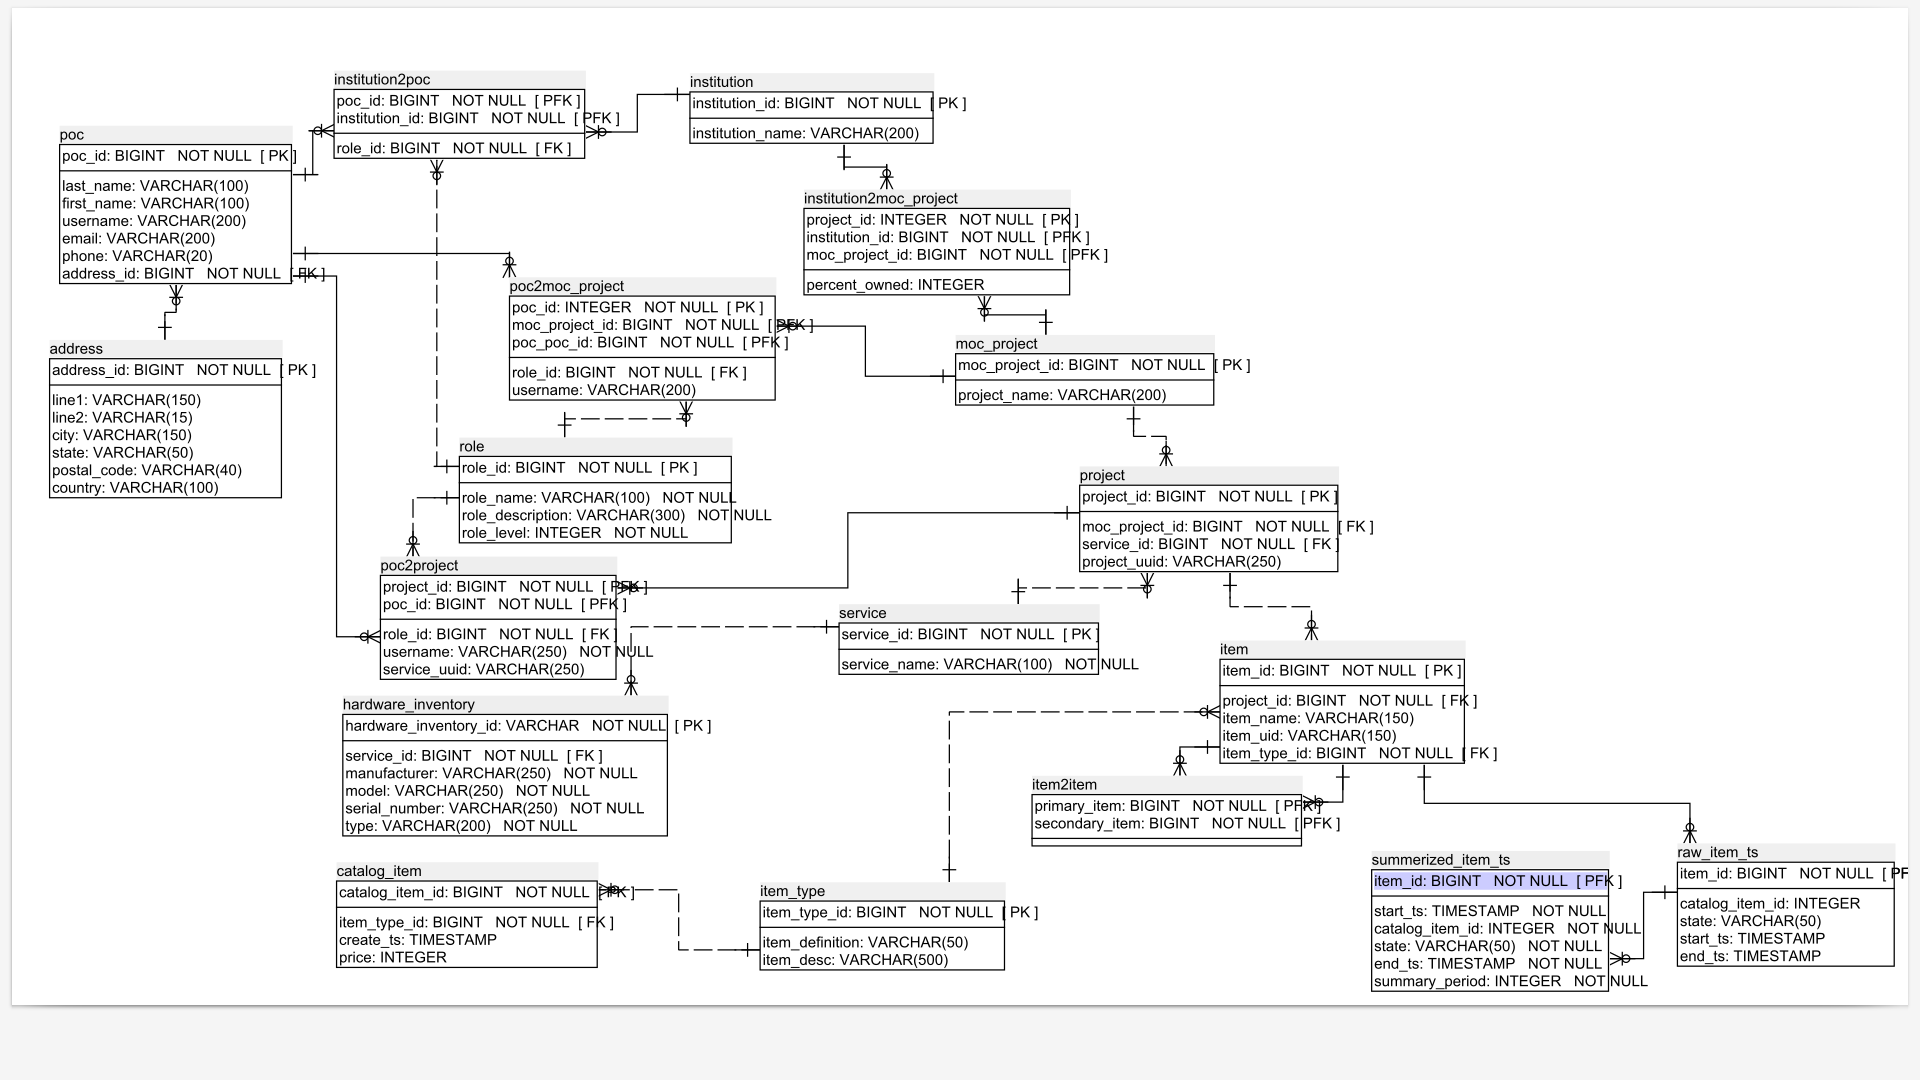 institution2poc
poc_id: BIGINT   NOT NULL  [ PFK ]
institution_id: BIGINT   NOT NULL  [ PFK ]
role_id: BIGINT   NOT NULL  [ FK ]
institution
institution_id: BIGINT   NOT NULL  [ PK ]
institution_name: VARCHAR(200)
poc
poc_id: BIGINT   NOT NULL  [ PK ]
last_name: VARCHAR(100)
first_name: VARCHAR(100)
username: VARCHAR(200)
email: VARCHAR(200)
phone: VARCHAR(20)
address_id: BIGINT   NOT NULL  [ FK ]
institution2moc_project
project_id: INTEGER   NOT NULL  [ PK ]
institution_id: BIGINT   NOT NULL  [ PFK ]
moc_project_id: BIGINT   NOT NULL  [ PFK ]
percent_owned: INTEGER
poc2moc_project
poc_id: INTEGER   NOT NULL  [ PK ]
moc_project_id: BIGINT   NOT NULL  [ PFK ]
poc_poc_id: BIGINT   NOT NULL  [ PFK ]
role_id: BIGINT   NOT NULL  [ FK ]
username: VARCHAR(200)
address
address_id: BIGINT   NOT NULL  [ PK ]
line1: VARCHAR(150)
line2: VARCHAR(15)
city: VARCHAR(150)
state: VARCHAR(50)
postal_code: VARCHAR(40)
country: VARCHAR(100)
moc_project
moc_project_id: BIGINT   NOT NULL  [ PK ]
project_name: VARCHAR(200)
role
role_id: BIGINT   NOT NULL  [ PK ]
role_name: VARCHAR(100)   NOT NULL
role_description: VARCHAR(300)   NOT NULL
role_level: INTEGER   NOT NULL
project
project_id: BIGINT   NOT NULL  [ PK ]
moc_project_id: BIGINT   NOT NULL  [ FK ]
service_id: BIGINT   NOT NULL  [ FK ]
project_uuid: VARCHAR(250)
poc2project
project_id: BIGINT   NOT NULL  [ PFK ]
poc_id: BIGINT   NOT NULL  [ PFK ]
role_id: BIGINT   NOT NULL  [ FK ]
username: VARCHAR(250)   NOT NULL
service_uuid: VARCHAR(250)
service
service_id: BIGINT   NOT NULL  [ PK ]
service_name: VARCHAR(100)   NOT NULL
item
item_id: BIGINT   NOT NULL  [ PK ]
project_id: BIGINT   NOT NULL  [ FK ]
item_name: VARCHAR(150)
item_uid: VARCHAR(150)
item_type_id: BIGINT   NOT NULL  [ FK ]
hardware_inventory
hardware_inventory_id: VARCHAR   NOT NULL  [ PK ]
service_id: BIGINT   NOT NULL  [ FK ]
manufacturer: VARCHAR(250)   NOT NULL
model: VARCHAR(250)   NOT NULL
serial_number: VARCHAR(250)   NOT NULL
type: VARCHAR(200)   NOT NULL
item2item
primary_item: BIGINT   NOT NULL  [ PFK ]
secondary_item: BIGINT   NOT NULL  [ PFK ]
catalog_item
catalog_item_id: BIGINT   NOT NULL  [ PK ]
item_type_id: BIGINT   NOT NULL  [ FK ]
create_ts: TIMESTAMP
price: INTEGER
item_type
item_type_id: BIGINT   NOT NULL  [ PK ]
item_definition: VARCHAR(50)
item_desc: VARCHAR(500)
summerized_item_ts
item_id: BIGINT   NOT NULL  [ PFK ]
start_ts: TIMESTAMP   NOT NULL
catalog_item_id: INTEGER   NOT NULL
state: VARCHAR(50)   NOT NULL
end_ts: TIMESTAMP   NOT NULL
summary_period: INTEGER   NOT NULL
raw_item_ts
item_id: BIGINT   NOT NULL  [ PF
catalog_item_id: INTEGER
state: VARCHAR(50)
start_ts: TIMESTAMP
end_ts: TIMESTAMP